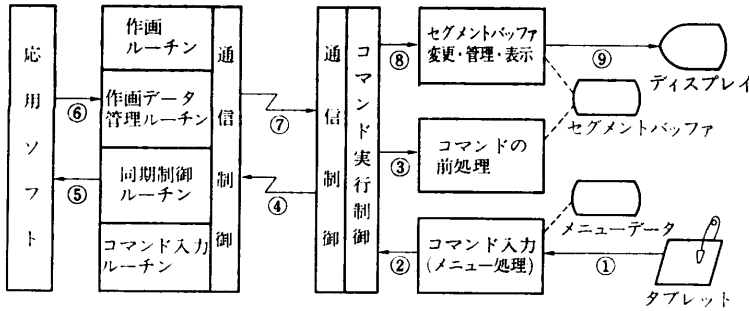 応用ソフト
作画
ルーチン
作画データ
管理ルーチン
同期制御
ルーチン
コマンド入力
ルーチン
通信制御
通信制御
コマンド実行制御
セグメントバッファ
変更・管理・表示
コマンドの
前処理
コマンド入力
(メニュー処理)
ディスプレイ
セグメントバッファ
メニューデータ
タブレット
⑥
⑤
⑦
④
⑧
③
②
⑨
①